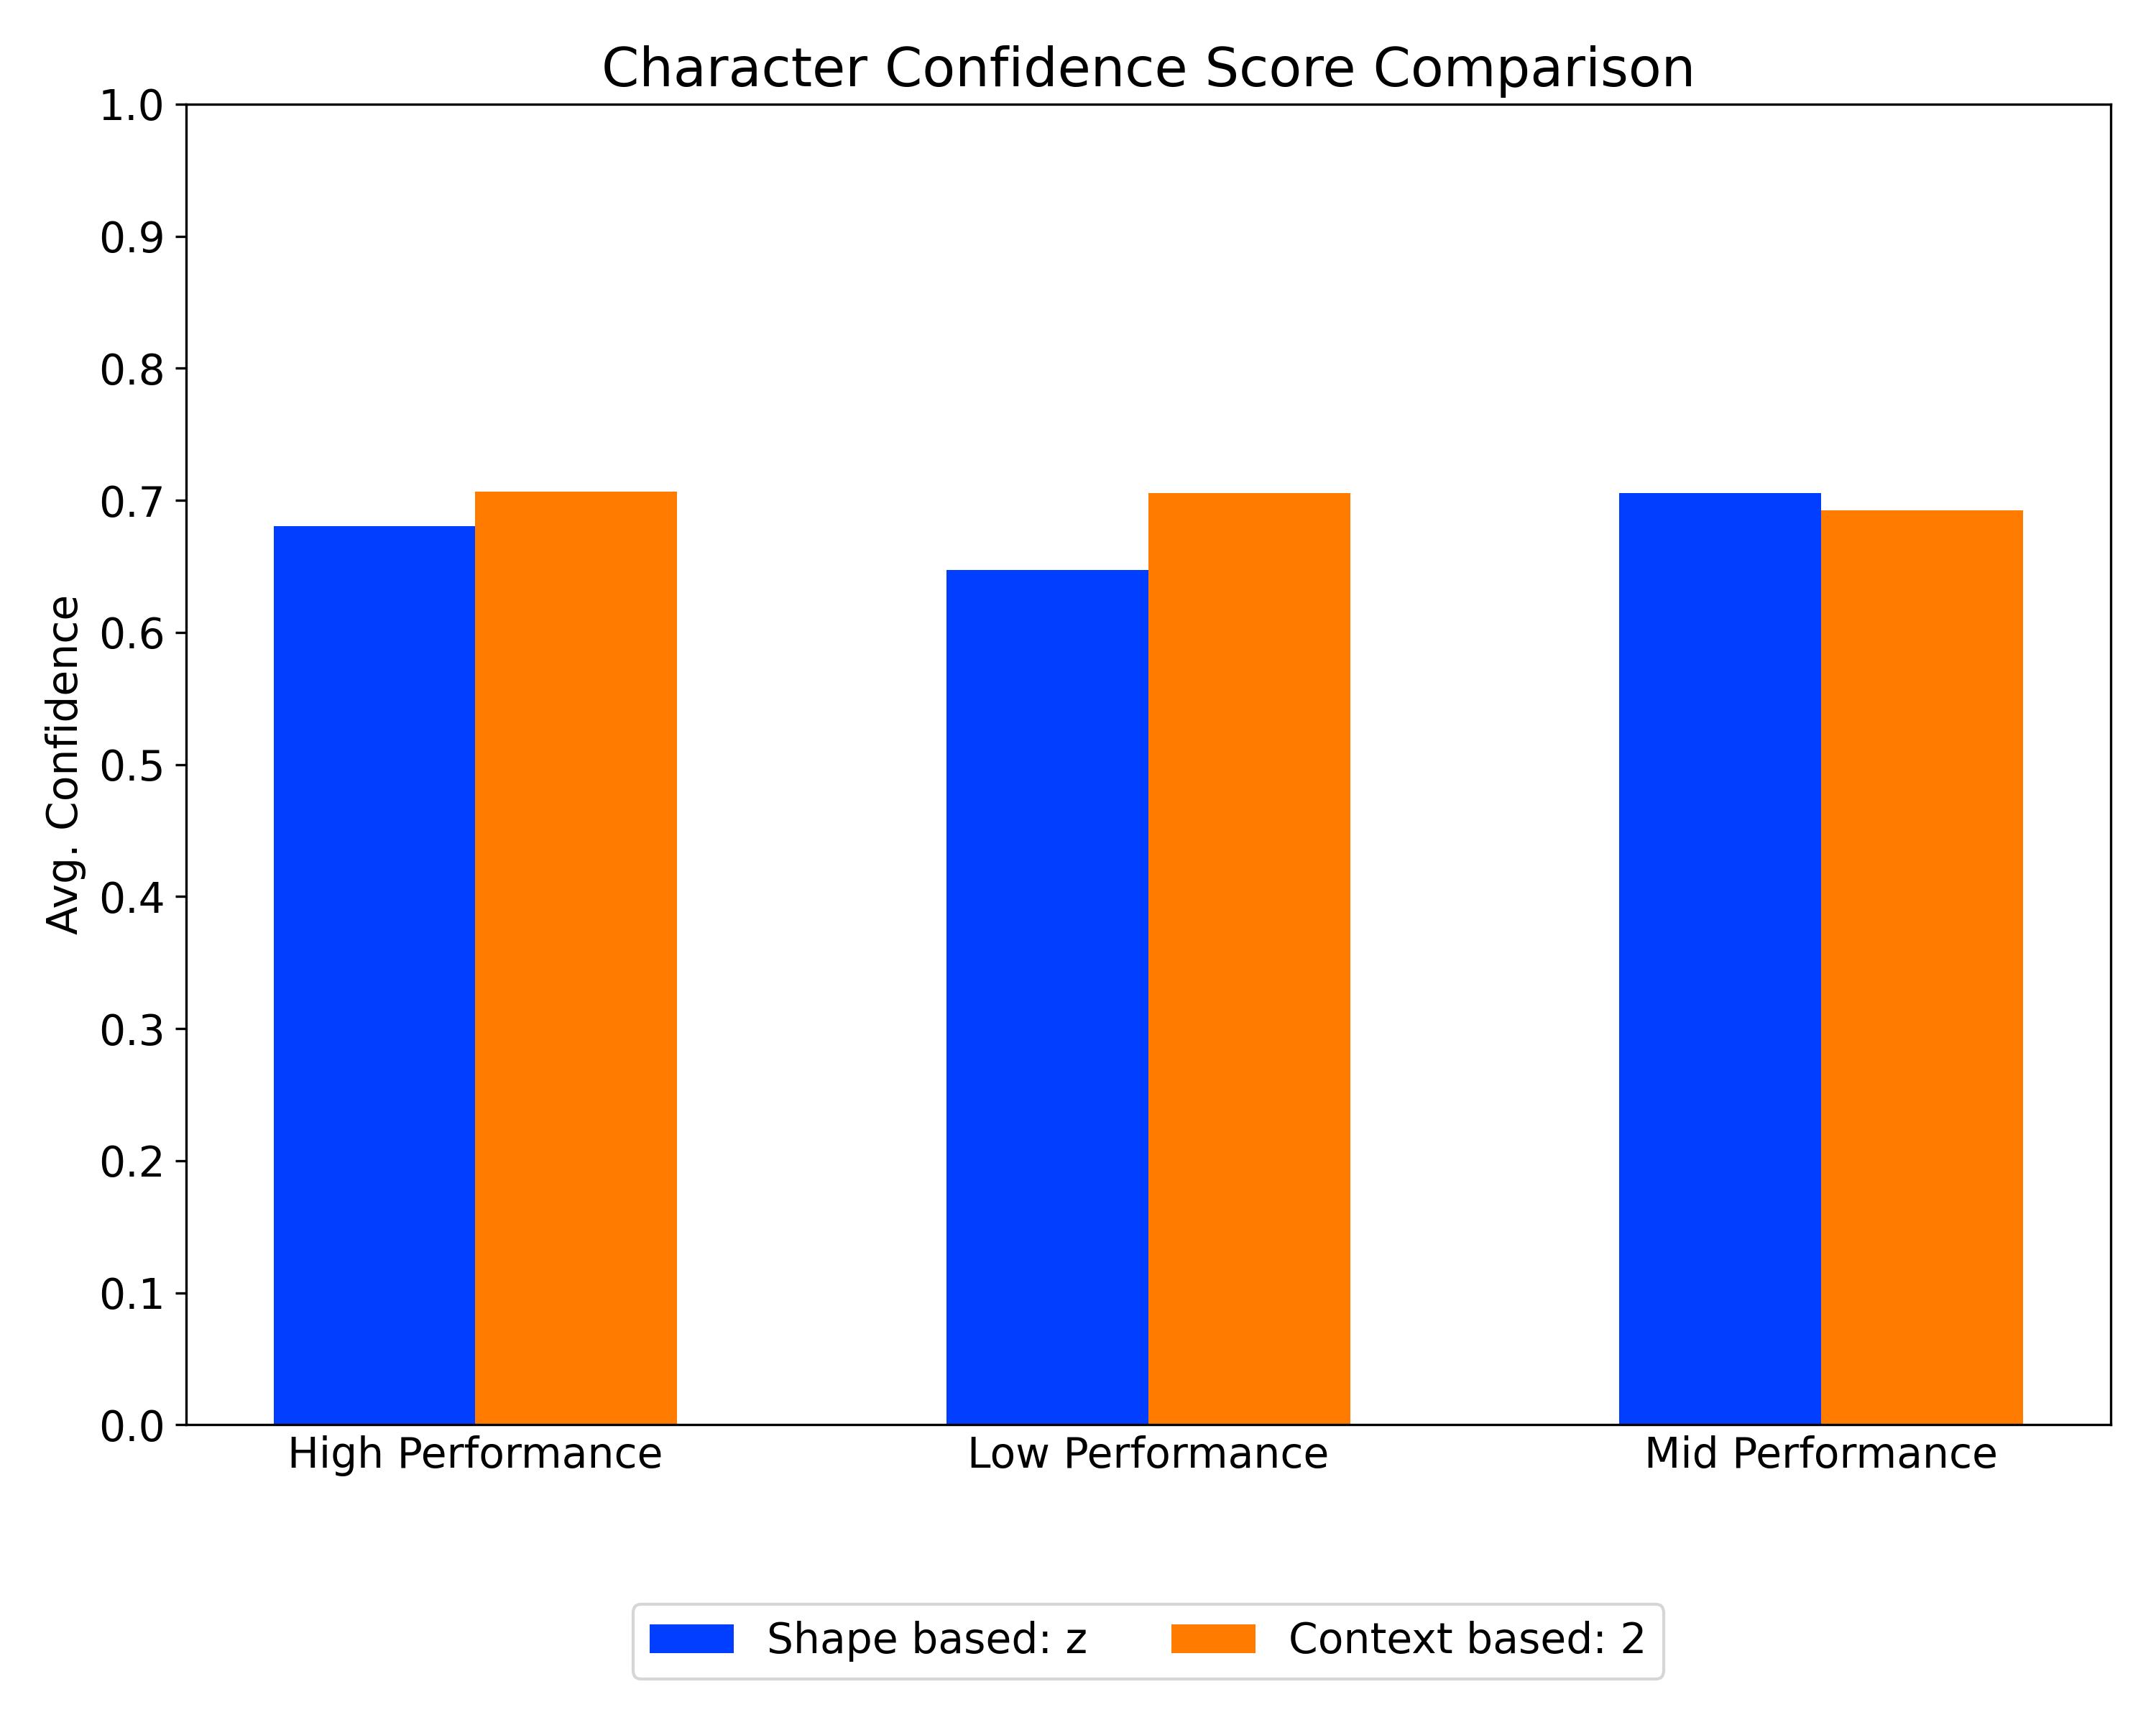 Character Confidence Score Comparison
1.0
0.9
0.8
0.7
0.6
0.5
0.4
0.3
0.2
0.1
0.0
Avg. Confidence
High Performance Low Performance Mid Performance
Shape based: z Context based: 2